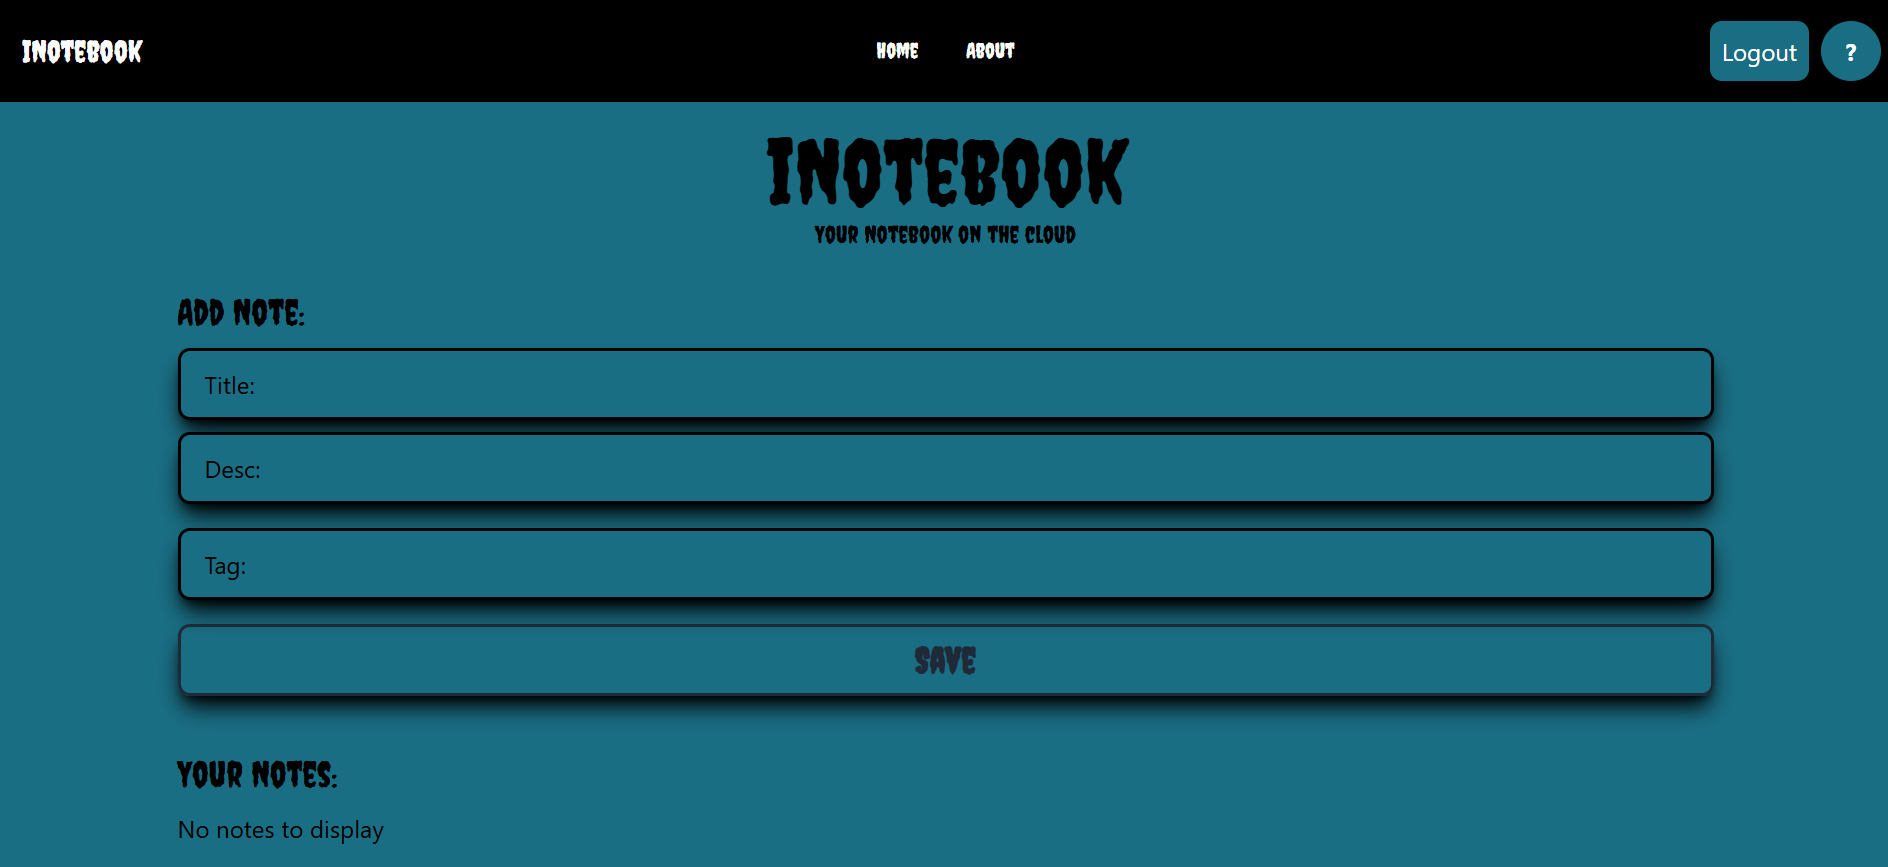 INOTEBOOK
HOME ABOUT
Logout ?
INOTEBOOK
YOUR NOTEBOOK ON THE CLOUD
ADD NOTE:
Title:
Desc:
Tag:
SAVE
YOUR NOTES:
No notes to display